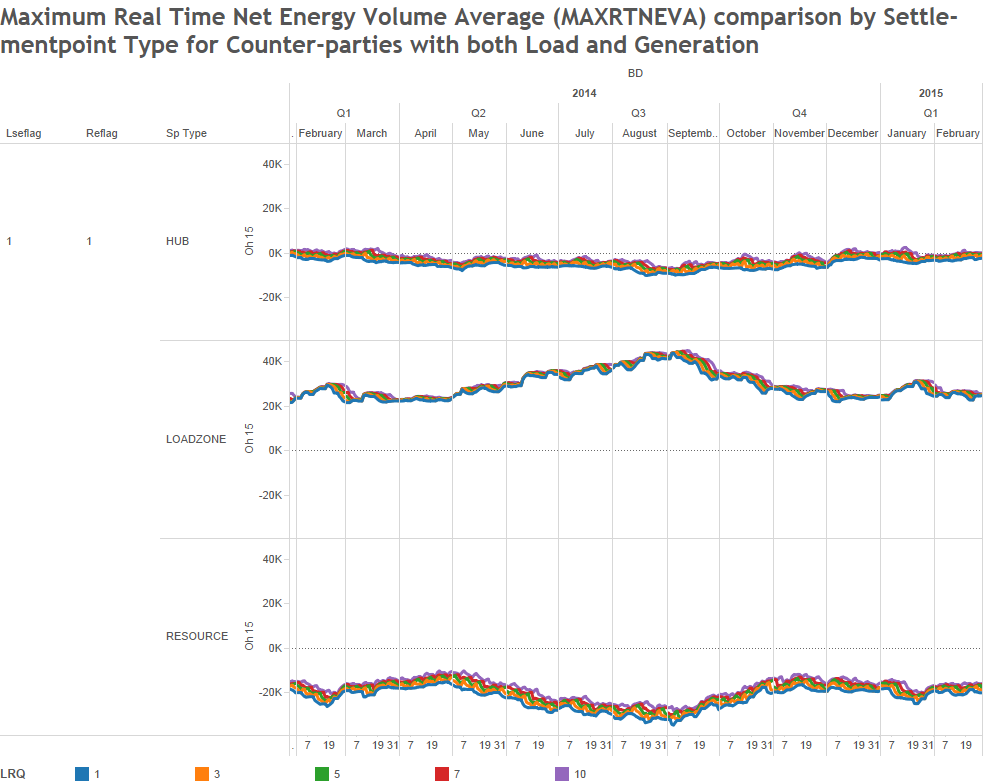 Maximum Real Time Net Energy Volume Average (MAXRTNEVA) comparison by Settle-
mentpoint Type for Counter-parties with both Load and Generation
BD
2014 2015
Q1 Q2 Q3 Q4 Q1
Lseflag Reflag Sp Type . February March April May June July August Septemb.. October November December January February
40K
20K
1 1 HUB Oh 15 0K
-20K
40K
20K
LOADZONE Oh 15 0K
-20K
40K
20K
RESOURCE Oh 15 0K
-20K
. 7 19 7 19 31 7 19 7 19 31 7 19 7 19 31 7 19 31 7 19 7 19 31 7 19 7 19 31 7 19 31 7 19
LRQ 1 3 5 7 10